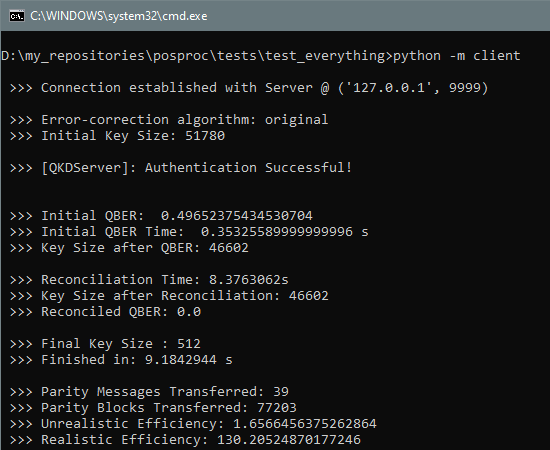 C:\WINDOWS\system32\cmd.exe
D:\my_repositories\posproc\tests\test_everything>python -m client
>>> Connection established with Server @ ('127.0.0.1', 9999)
>>> Error-correction algorithm: original
>>> Initial Key Size: 51780
>>> [QKDServer]: Authentication Successful!
>>> Initial QBER:  0.49652375434530704
>>> Initial QBER Time:  0.35325589999999996 s
>>> Key Size after QBER: 46602
>>> Reconciliation Time: 8.3763062s
>>> Key Size after Reconciliation: 46602
>>> Reconciled QBER: 0.0
>>> Final Key Size : 512
>>> Finished in: 9.1842944 s
>>> Parity Messages Transferred: 39
>>> Parity Blocks Transferred: 77203
>>> Unrealistic Efficiency: 1.6566456375262864
>>> Realistic Efficiency: 130.20524870177246